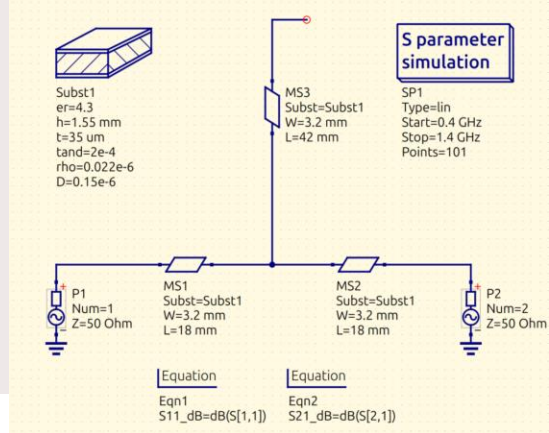 S parameter
simulation
Subst1
er=4.3
h=1.55 mm
t=35 um
tand=2e-4
rho=0.022e-6
D=0.15e-6
MS3
Subst=Subst1
W=3.2 mm
L=42 mm
SP1
Type=lin
Start=0.4 GHz
Stop=1.4 GHz
Points=101
+
P1
Num=1
Z=50 Ohm
MS1
Subst=Subst1
W=3.2 mm
L=18 mm
MS2
Subst=Subst1
W=3.2 mm
L=18 mm
+
P2
Num=2
Z=50 Ohm
Equation
Eqn1
S11_dB=dB(S[1,1])
Equation
Eqn2
S21_dB=dB(S[2,1])